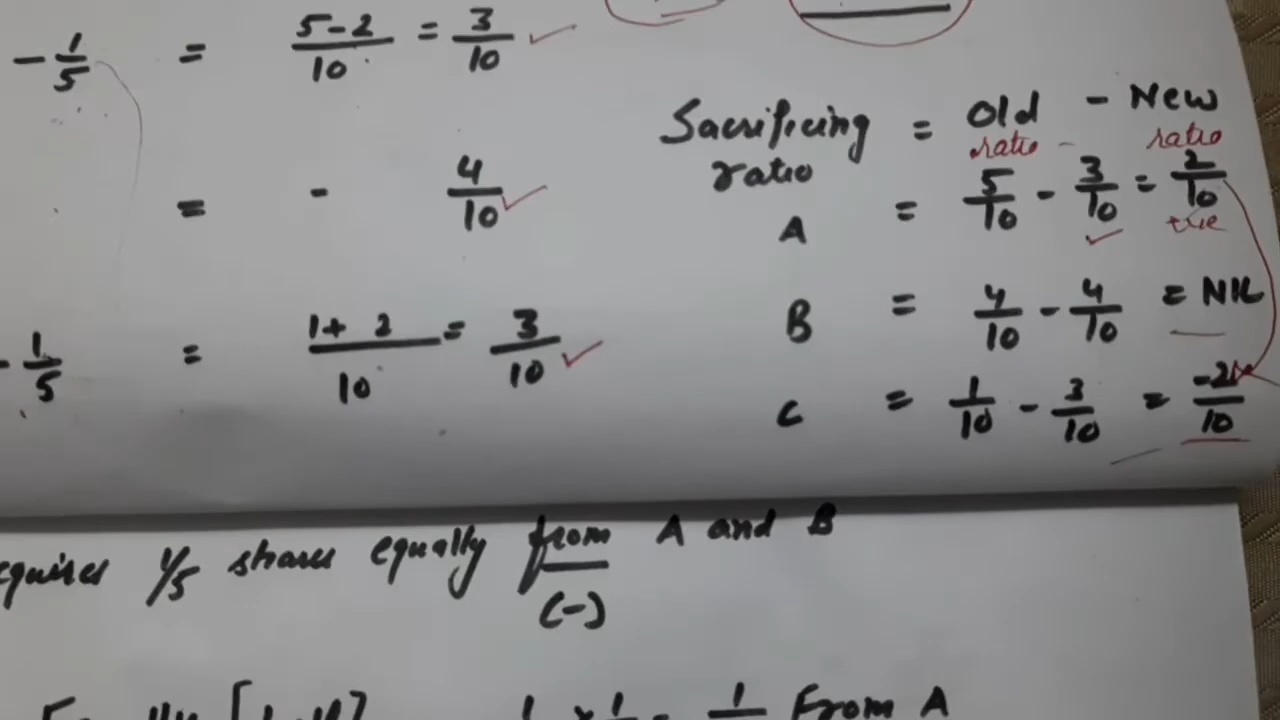 - 1/5 = 5-2/10 = 3/10 ✓
= - 4/10 ✓
- 1/5 = 1+ 2/10 = 3/10 ✓
Sacrificing ratio = Old ratio - New ratio
A = 5/10 - 3/10 = 2/10
B = 4/10 - 4/10 = NIL
C = 1/10 - 3/10 = -2/10
1/5 shares equally from A and B
(-)
From A